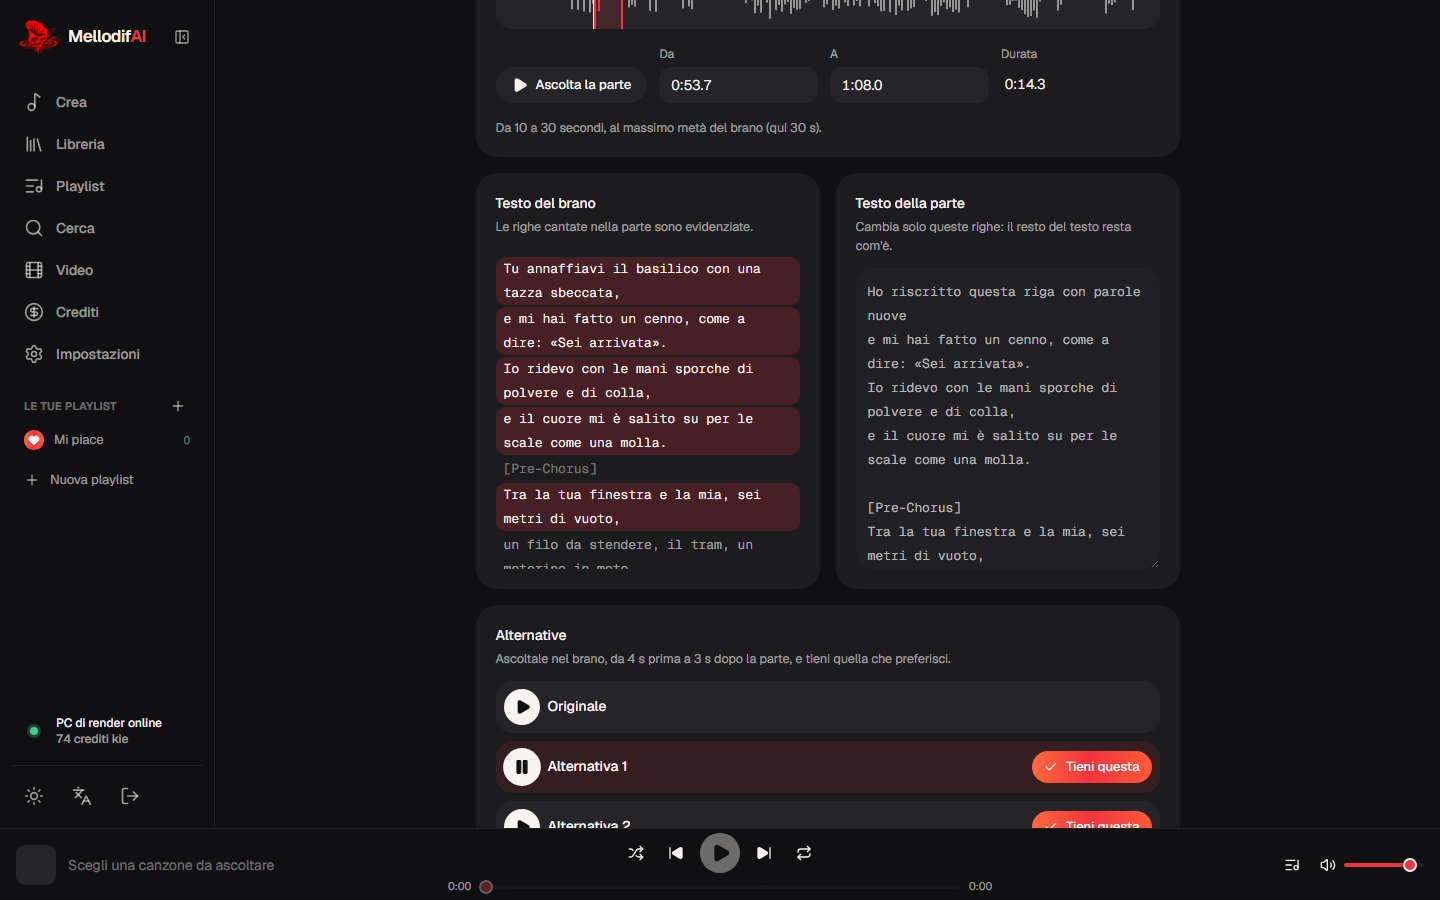 MellodifAI
Crea
Libreria
Playlist
Cerca
Video
Crediti
Impostazioni
LE TUE PLAYLIST
Mi piace 0
Nuova playlist
PC di render online
74 crediti kie
Da A Durata
Ascolta la parte 0:53.7 1:08.0 0:14.3
Da 10 a 30 secondi, al massimo metà del brano (qui 30 s).
Testo del brano
Le righe cantate nella parte sono evidenziate.
Tu annaffiavi il basilico con una
tazza sbeccata,
e mi hai fatto un cenno, come a
dire: «Sei arrivata».
Io ridevo con le mani sporche di
polvere e di colla,
e il cuore mi è salito su per le
scale come una molla.
[Pre-Chorus]
Tra la tua finestra e la mia, sei
metri di vuoto,
un filo da stendere, il tram, un
motorino in moto
Testo della parte
Cambia solo queste righe: il resto del testo resta
com'è.
Ho riscritto questa riga con parole
nuove
e mi hai fatto un cenno, come a
dire: «Sei arrivata».
Io ridevo con le mani sporche di
polvere e di colla,
e il cuore mi è salito su per le
scale come una molla.
[Pre-Chorus]
Tra la tua finestra e la mia, sei
metri di vuoto,
Alternative
Ascoltale nel brano, da 4 s prima a 3 s dopo la parte, e tieni quella che preferisci.
Originale
Alternativa 1 Tieni questa
Alternativa 2 Tieni questa
Scegli una canzone da ascoltare
0:00 0:00